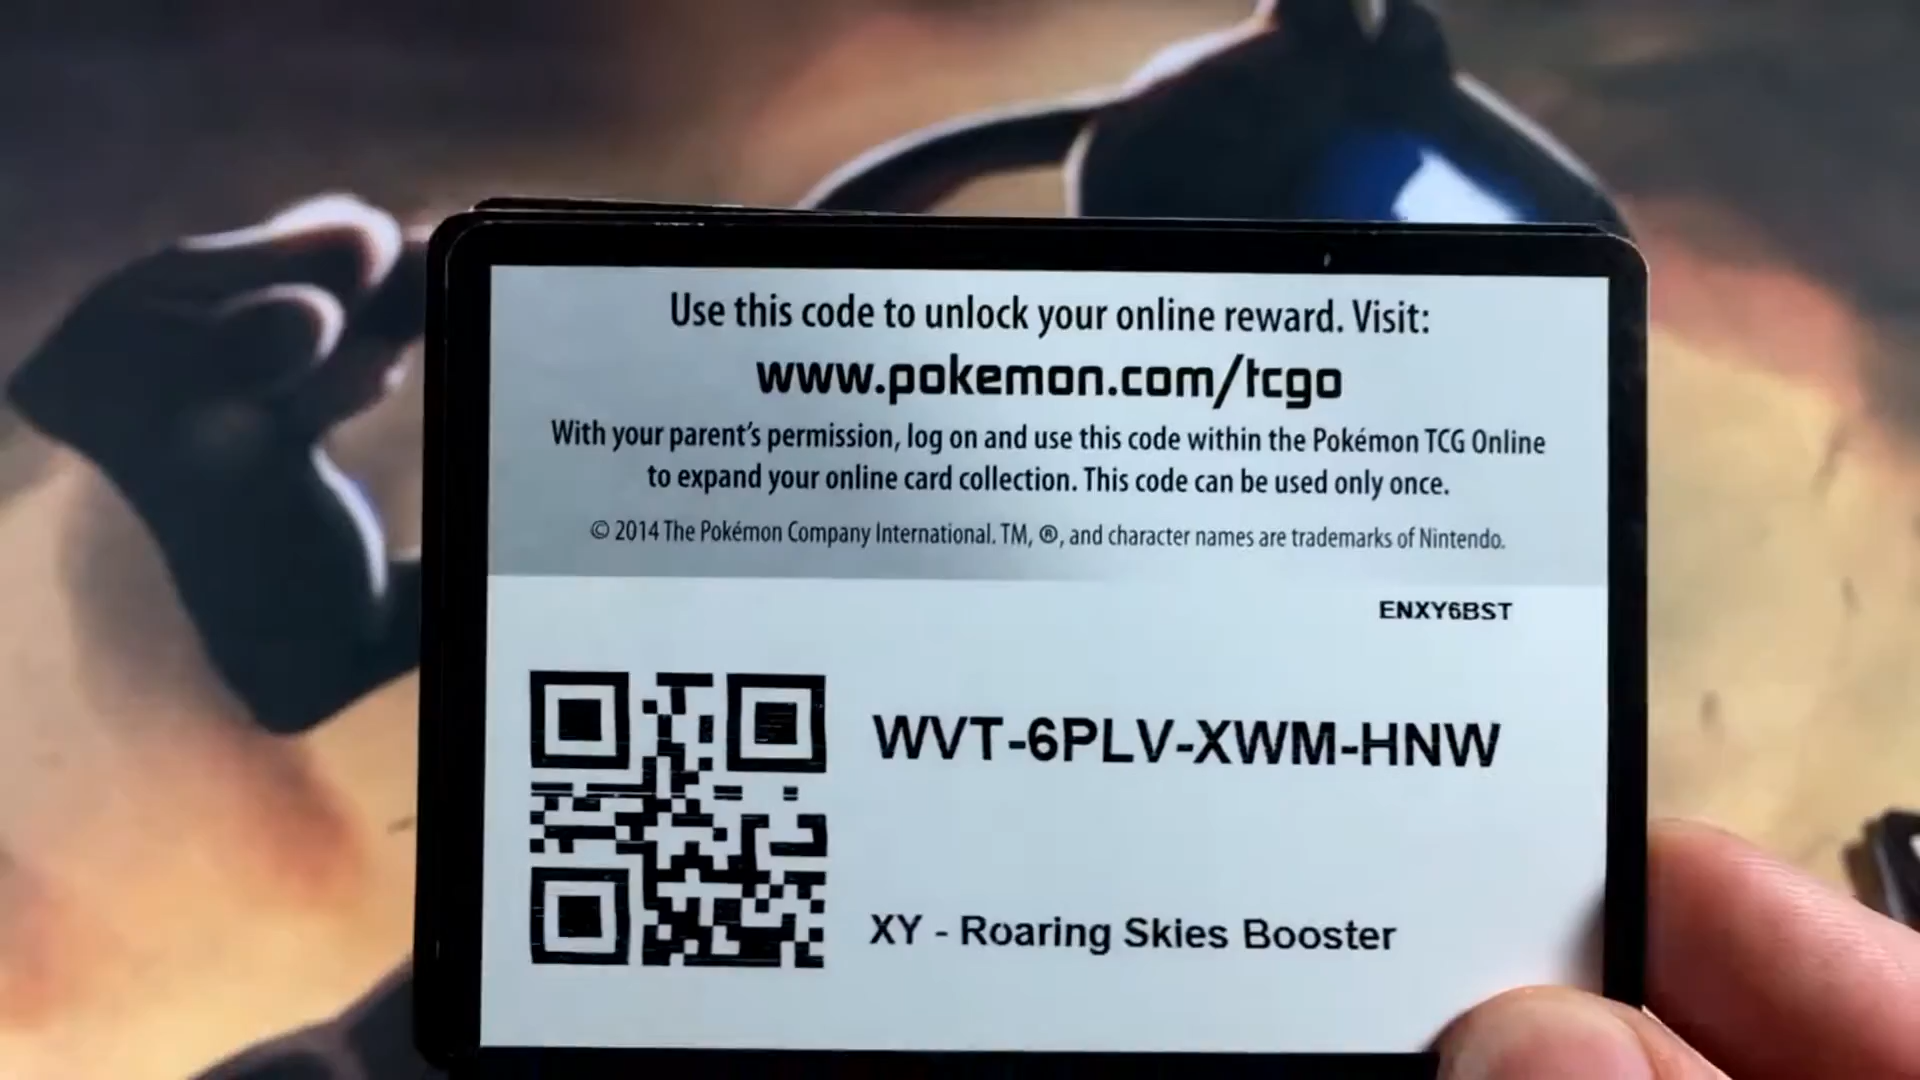 Use this code to unlock your online reward. Visit:
www.pokemon.com/tcgo
With your parent's permission, log on and use this code within the Pokémon TCG Online
to expand your online card collection. This code can be used only once.
© 2014 The Pokémon Company International. TM, ®, and character names are trademarks of Nintendo.
ENXY6BST
WVT-6PLV-XWM-HNW
XY - Roaring Skies Booster